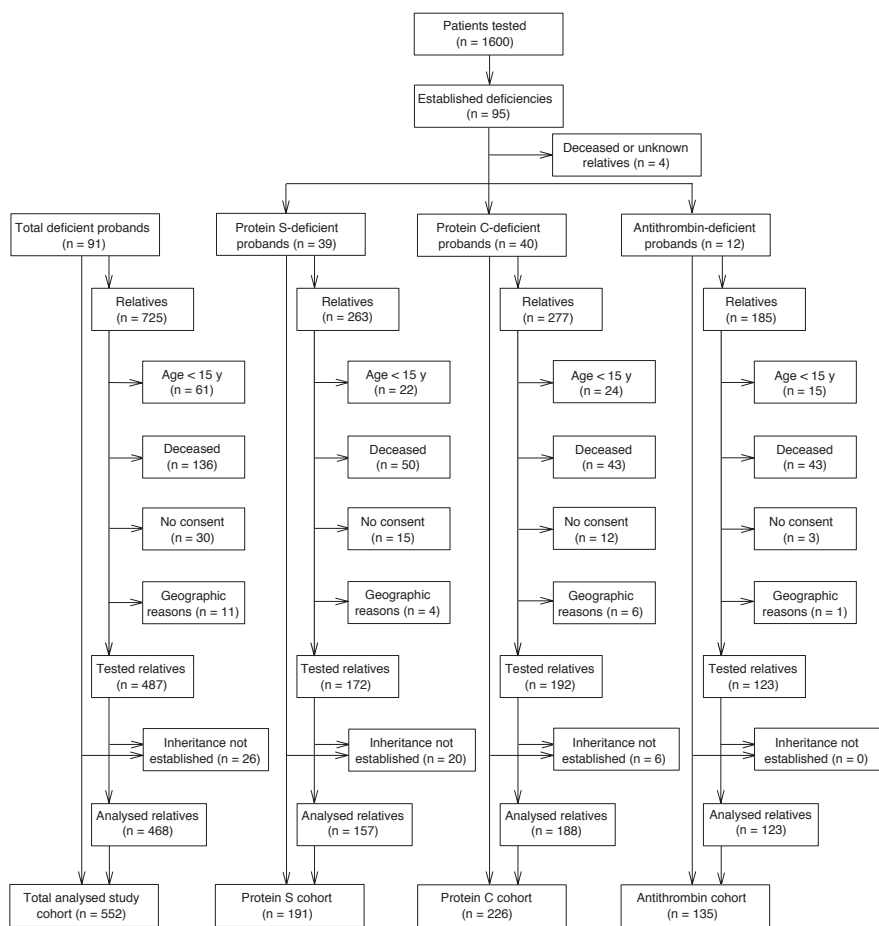 Patients tested
(n = 1600)
Established deficiencies
(n = 95)
Deceased or unknown
relatives (n = 4)
Total deficient probands
(n = 91)
Protein S-deficient
probands (n = 39)
Protein C-deficient
probands (n = 40)
Antithrombin-deficient
probands (n = 12)
Relatives
(n = 725)
Relatives
(n = 263)
Relatives
(n = 277)
Relatives
(n = 185)
Age < 15 y
(n = 61)
Age < 15 y
(n = 22)
Age < 15 y
(n = 24)
Age < 15 y
(n = 15)
Deceased
(n = 136)
Deceased
(n = 50)
Deceased
(n = 43)
Deceased
(n = 43)
No consent
(n = 30)
No consent
(n = 15)
No consent
(n = 12)
No consent
(n = 3)
Geographic
reasons (n = 11)
Geographic
reasons (n = 4)
Geographic
reasons (n = 6)
Geographic
reasons (n = 1)
Tested relatives
(n = 487)
Tested relatives
(n = 172)
Tested relatives
(n = 192)
Tested relatives
(n = 123)
Inheritance not
established (n = 26)
Inheritance not
established (n = 20)
Inheritance not
established (n = 6)
Inheritance not
established (n = 0)
Analysed relatives
(n = 468)
Analysed relatives
(n = 157)
Analysed relatives
(n = 188)
Analysed relatives
(n = 123)
Total analysed study
cohort (n = 552)
Protein S cohort
(n = 191)
Protein C cohort
(n = 226)
Antithrombin cohort
(n = 135)